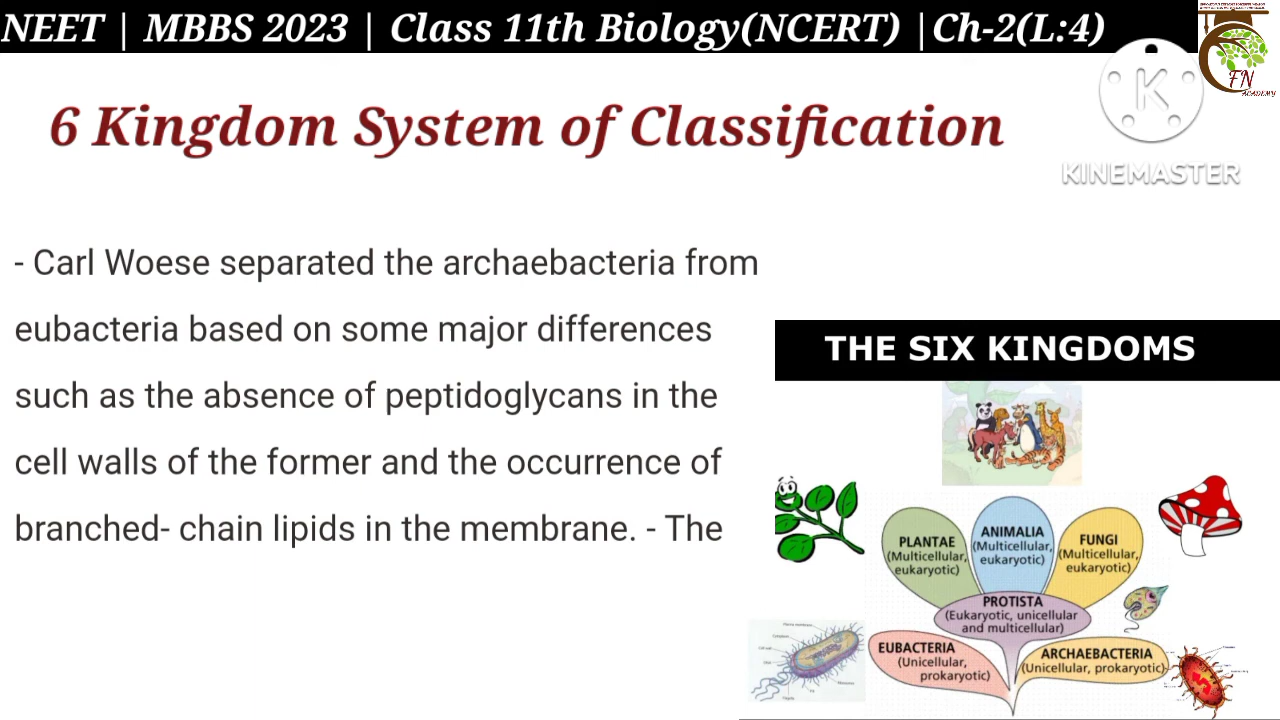 NEET | MBBS 2023 | Class 11th Biology(NCERT) |Ch-2(L:4)
FN
ACADEMY
K
KINEMASTER
6 Kingdom System of Classification
- Carl Woese separated the archaebacteria from
eubacteria based on some major differences
such as the absence of peptidoglycans in the
cell walls of the former and the occurrence of
branched- chain lipids in the membrane. - The
THE SIX KINGDOMS
PLANTAE
(Multicellular,
eukaryotic)
ANIMALIA
(Multicellular,
eukaryotic)
FUNGI
(Multicellular,
eukaryotic)
PROTISTA
(Eukaryotic, unicellular
and multicellular)
EUBACTERIA
(Unicellular,
prokaryotic)
ARCHAEBACTERIA
(Unicellular, prokaryotic)